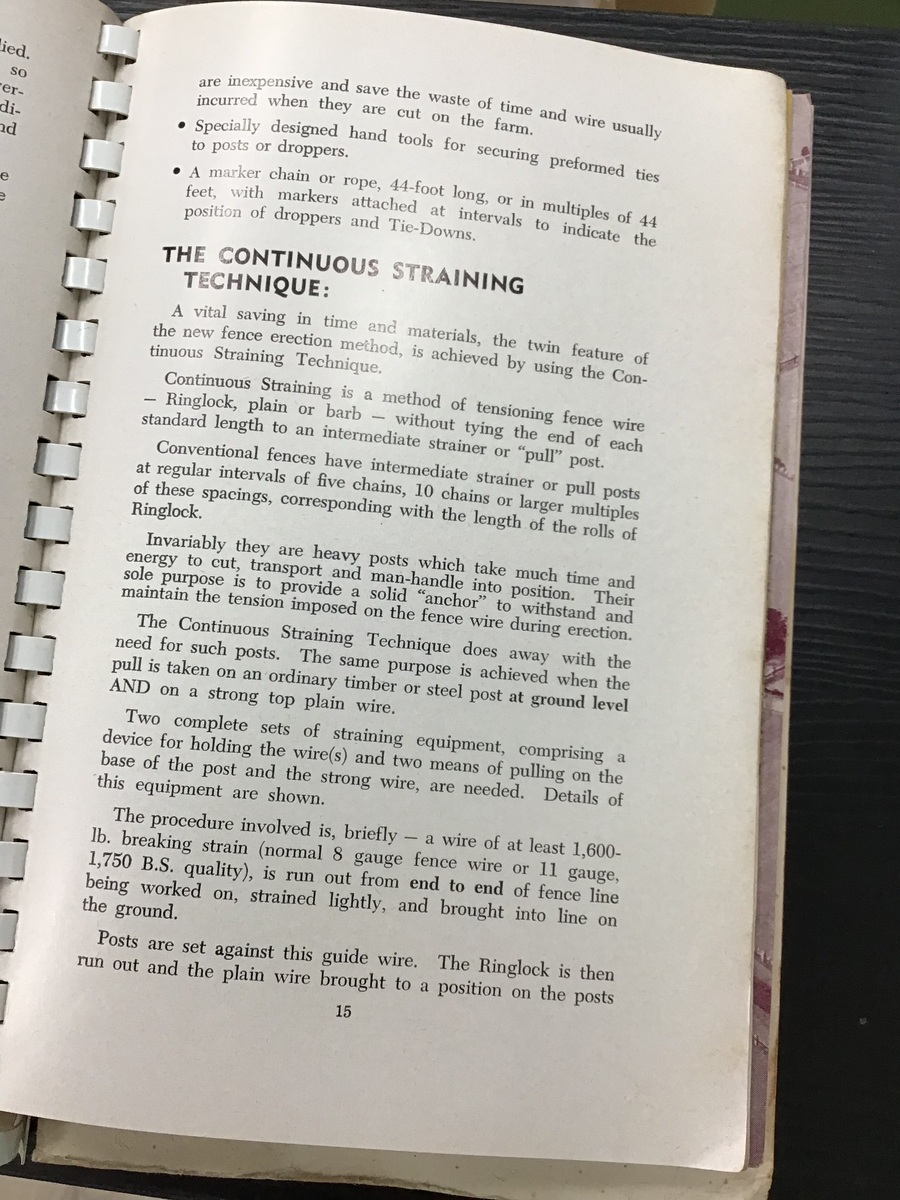 lied.
so
er-
di-
nd
e
e
are inexpensive and save the waste of time and wire usually
incurred when they are cut on the farm.
• Specially designed hand tools for securing preformed ties
to posts or droppers.
• A marker chain or rope, 44-foot long, or in multiples of 44
feet, with markers attached at intervals to indicate the
position of droppers and Tie-Downs.
THE CONTINUOUS STRAINING
TECHNIQUE:
A vital saving in time and materials, the twin feature of
the new fence erection method, is achieved by using the Con-
tinuous Straining Technique.
Continuous Straining is a method of tensioning fence wire
— Ringlock, plain or barb — without tying the end of each
standard length to an intermediate strainer or “pull” post.
Conventional fences have intermediate strainer or pull posts
at regular intervals of five chains, 10 chains or larger multiples
of these spacings, corresponding with the length of the rolls of
Ringlock.
Invariably they are heavy posts which take much time and
energy to cut, transport and man-handle into position. Their
sole purpose is to provide a solid “anchor” to withstand and
maintain the tension imposed on the fence wire during erection.
The Continuous Straining Technique does away with the
need for such posts. The same purpose is achieved when the
pull is taken on an ordinary timber or steel post at ground level
AND on a strong top plain wire.
Two complete sets of straining equipment, comprising a
device for holding the wire(s) and two means of pulling on the
base of the post and the strong wire, are needed. Details of
this equipment are shown.
The procedure involved is, briefly — a wire of at least 1,600-
lb. breaking strain (normal 8 gauge fence wire or 11 gauge,
1,750 B.S. quality), is run out from end to end of fence line
being worked on, strained lightly, and brought into line on
the ground.
Posts are set against this guide wire. The Ringlock is then
run out and the plain wire brought to a position on the posts
15